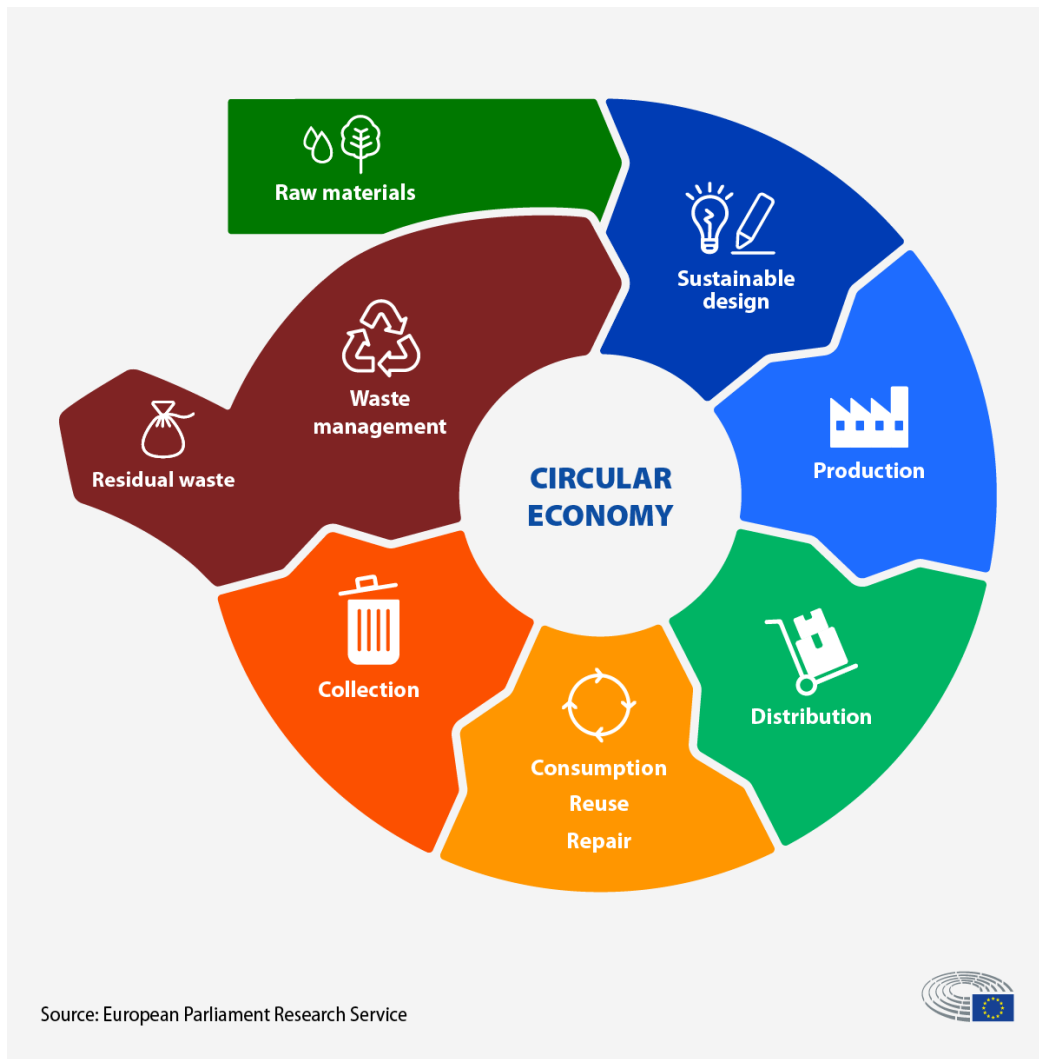 Raw materials
Sustainable
design
Production
Distribution
Consumption
Reuse
Repair
Collection
Waste
management
Residual waste
CIRCULAR
ECONOMY
Source: European Parliament Research Service